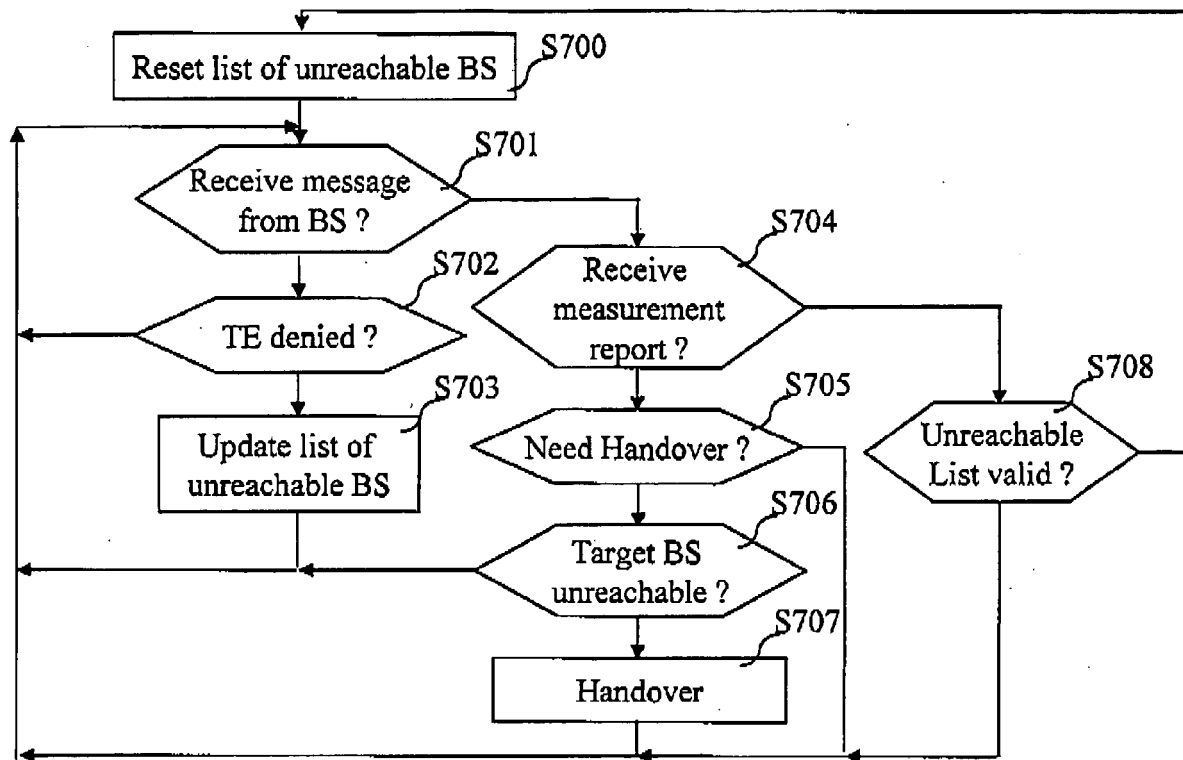 S700
Reset list of unreachable BS
S701
Receive message
from BS ?
S704
Receive
measurement
report ?
S702
TE denied ?
S703
Update list of
unreachable BS
S705
Need Handover ?
S708
Unreachable
List valid ?
S706
Target BS
unreachable ?
S707
Handover